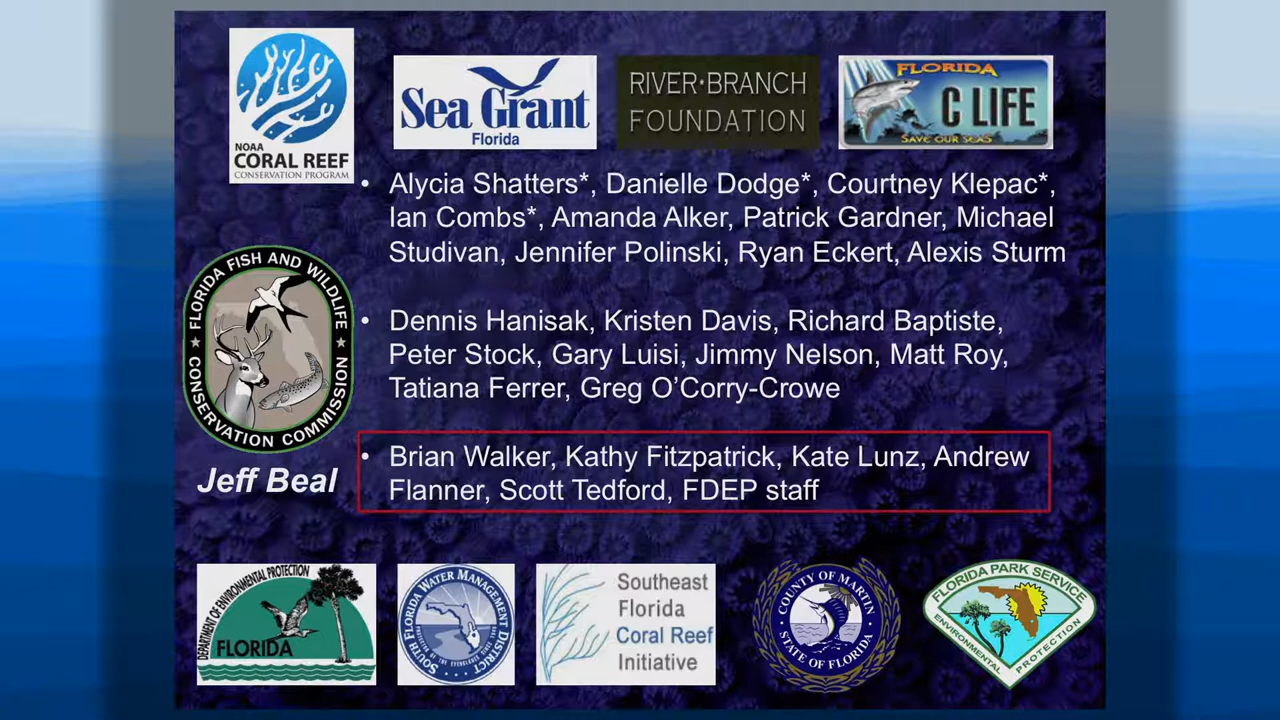 NOAA
CORAL REEF
CONSERVATION PROGRAM
Sea Grant
Florida
RIVER·BRANCH
FOUNDATION
FLORIDA
C LIFE
SAVE OUR SEAS
• Alycia Shatters*, Danielle Dodge*, Courtney Klepac*,
Ian Combs*, Amanda Alker, Patrick Gardner, Michael
Studivan, Jennifer Polinski, Ryan Eckert, Alexis Sturm
FLORIDA FISH AND WILDLIFE
CONSERVATION COMMISSION
Jeff Beal
• Dennis Hanisak, Kristen Davis, Richard Baptiste,
Peter Stock, Gary Luisi, Jimmy Nelson, Matt Roy,
Tatiana Ferrer, Greg O’Corry-Crowe
• Brian Walker, Kathy Fitzpatrick, Kate Lunz, Andrew
Flanner, Scott Tedford, FDEP staff
DEPARTMENT OF ENVIRONMENTAL PROTECTION
FLORIDA
SOUTH FLORIDA WATER MANAGEMENT DISTRICT
Southeast
Florida
Coral Reef
Initiative
COUNTY OF MARTIN
STATE OF FLORIDA
FLORIDA PARK SERVICE
ENVIRONMENTAL PROTECTION